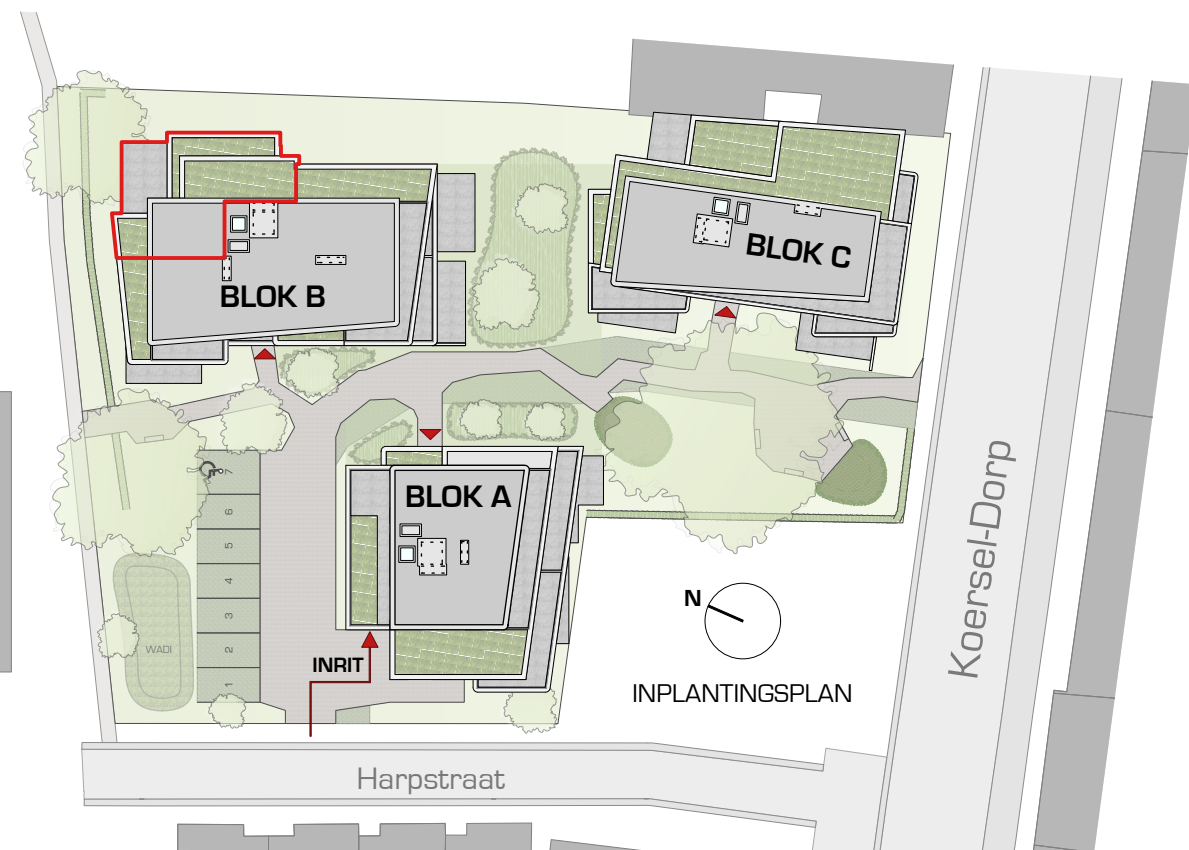 BLOK B
BLOK C
BLOK A
7
6
5
4
3
2
1
WADI
INRIT
N
INPLANTINGSPLAN
Koersel-Dorp
Harpstraat